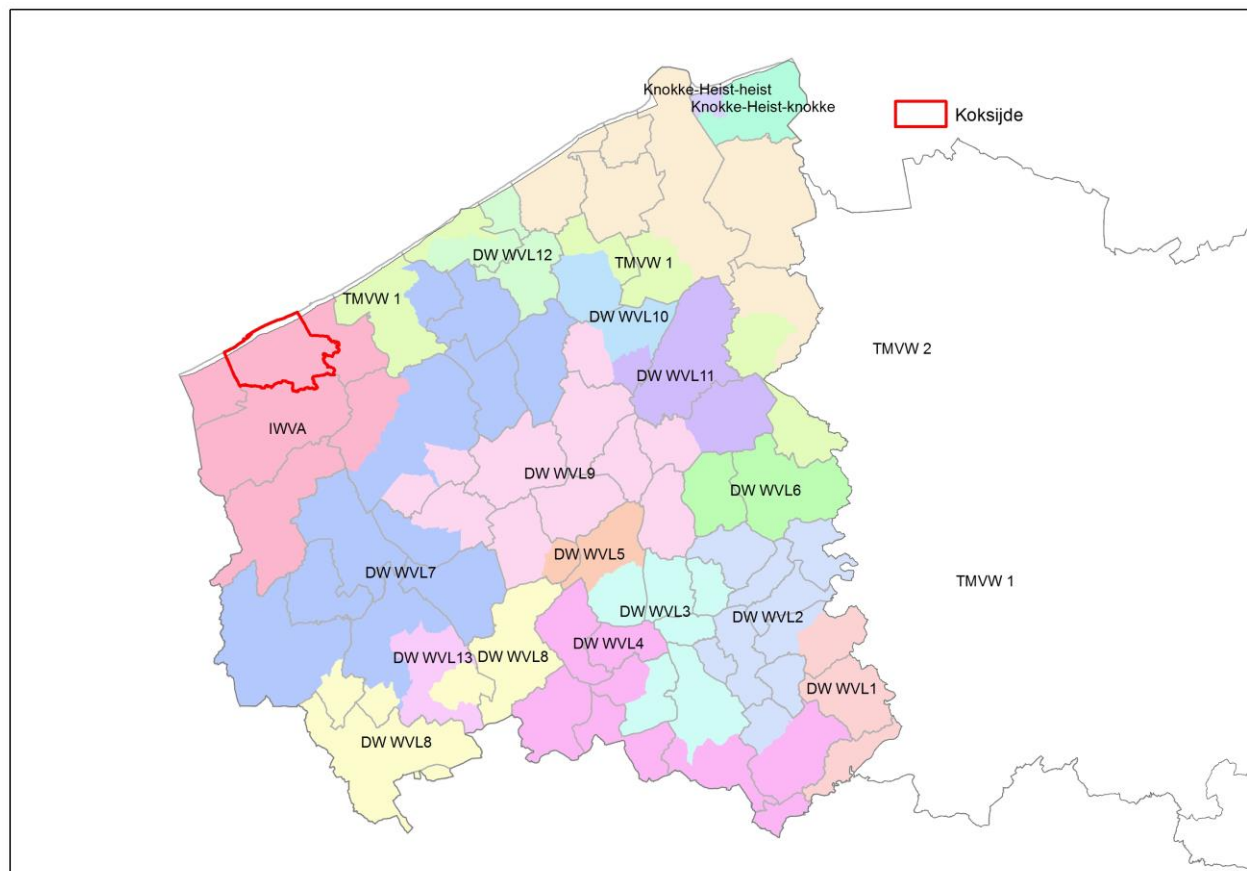 Knokke-Heist-heist
Knokke-Heist-knokke
Koksijde
DW WVL12
TMVW 1
TMVW 1
DW WVL10
TMVW 2
DW WVL11
IWVA
DW WVL9
DW WVL6
DW WVL5
DW WVL7
TMVW 1
DW WVL3
DW WVL2
DW WVL4
DW WVL13
DW WVL8
DW WVL1
DW WVL8